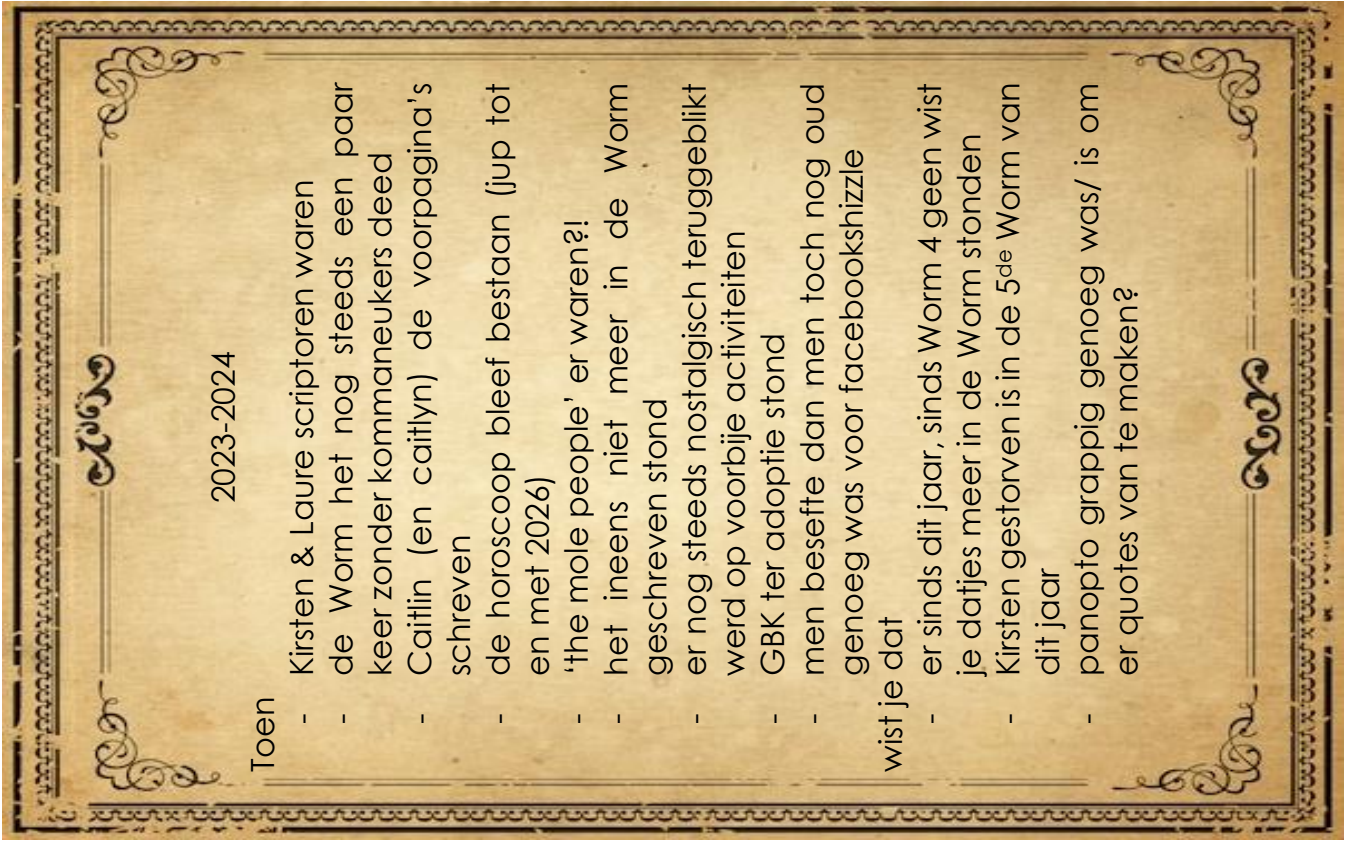 2023-2024
Toen
- Kirsten & Laure scriptoren waren
- de Worm het nog steeds een paar
keer zonder kommaneukers deed
- Caitlin (en caitlyn) de voorpagina's
schreven
- de horoscoop bleef bestaan (jup tot
en met 2026)
- 'the mole people' er waren?!
- het ineens niet meer in de Worm
geschreven stond
- er nog steeds nostalgisch teruggeblikt
werd op voorbije activiteiten
- GBK ter adoptie stond
- men besefte dan men toch nog oud
genoeg was voor facebookshizzle
wist je dat
- er sinds dit jaar, sinds Worm 4 geen wist
je datjes meer in de Worm stonden
- Kirsten gestorven is in de 5de Worm van
dit jaar
- panopto grappig genoeg was/ is om
er quotes van te maken?